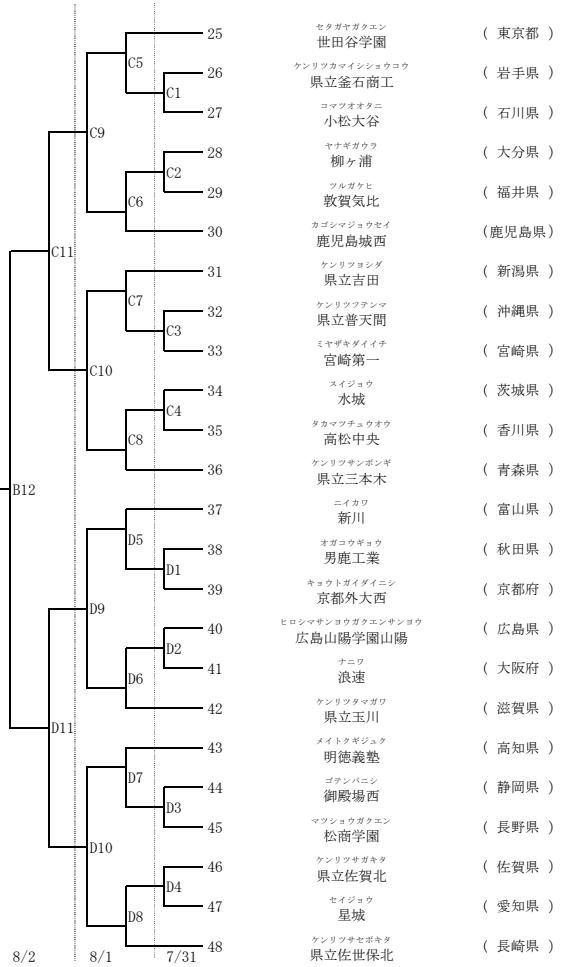 セタガヤガクエン
25 世田谷学園 ( 東京都 )
C5
ケンリツカマイシショウコウ
26 県立釜石商工 ( 岩手県 )
C1
コマツオオタニ
27 小松大谷 ( 石川県 )
C9
ヤナギガウラ
28 柳ヶ浦 ( 大分県 )
C2
ツルガケヒ
29 敦賀気比 ( 福井県 )
C6
カゴシマジョウセイ
30 鹿児島城西 (鹿児島県)
C11
ケンリツヨシダ
31 県立吉田 ( 新潟県 )
C7
ケンリツフテンマ
32 県立普天間 ( 沖縄県 )
C3
ミヤザキダイイチ
33 宮崎第一 ( 宮崎県 )
C10
スイジョウ
34 水城 ( 茨城県 )
C4
タカマツチュウオウ
35 高松中央 ( 香川県 )
C8
ケンリツサンボンギ
36 県立三本木 ( 青森県 )
B12
ニイカワ
37 新川 ( 富山県 )
D5
オガコウギョウ
38 男鹿工業 ( 秋田県 )
D1
キョウトガイダイニシ
39 京都外大西 ( 京都府 )
D9
ヒロシマサンヨウガクエンサンヨウ
40 広島山陽学園山陽 ( 広島県 )
D2
ナニワ
41 浪速 ( 大阪府 )
D6
ケンリツタマガワ
42 県立玉川 ( 滋賀県 )
D11
メイトクギジュク
43 明徳義塾 ( 高知県 )
D7
ゴテンバニシ
44 御殿場西 ( 静岡県 )
D3
マツショウガクエン
45 松商学園 ( 長野県 )
D10
ケンリツサガキタ
46 県立佐賀北 ( 佐賀県 )
D4
セイジョウ
47 星城 ( 愛知県 )
D8
ケンリツサセボキタ
48 県立佐世保北 ( 長崎県 )
8/2 8/1 7/31